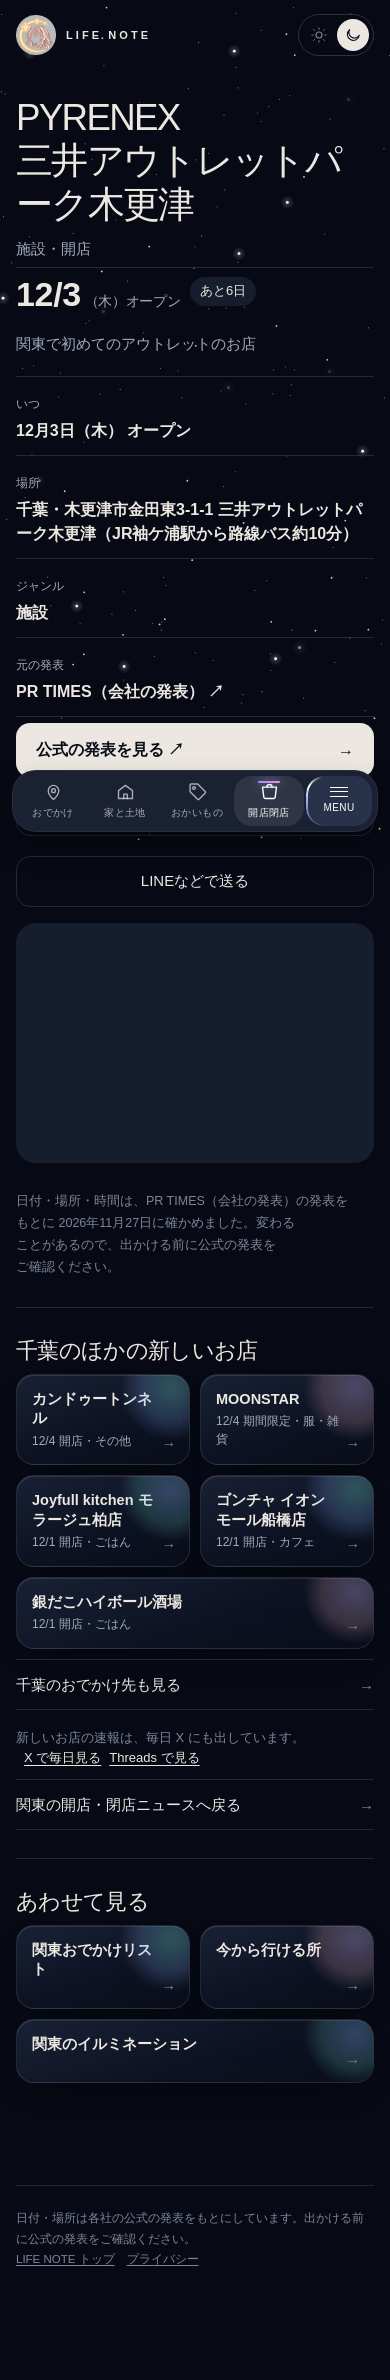 LIFE.NOTE
PYRENEX
三井アウトレットパ
ーク木更津
施設・開店
12/3 （木）オープン あと6日
関東で初めてのアウトレットのお店
いつ
12月3日（木） オープン
場所
千葉・木更津市金田東3-1-1 三井アウトレットパ
ーク木更津（JR袖ケ浦駅から路線バス約10分）
ジャンル
施設
元の発表
PR TIMES（会社の発表） ↗
公式の発表を見る ↗ →
おでかけ 家と土地 おかいもの 開店閉店 MENU
LINEなどで送る
日付・場所・時間は、PR TIMES（会社の発表）の発表を
もとに 2026年11月27日に確かめました。変わる
ことがあるので、出かける前に公式の発表を
ご確認ください。
千葉のほかの新しいお店
カンドゥートンネ
ル
12/4 開店・その他 →
MOONSTAR
12/4 期間限定・服・雑
貨 →
Joyfull kitchen モ
ラージュ柏店
12/1 開店・ごはん →
ゴンチャ イオン
モール船橋店
12/1 開店・カフェ →
銀だこハイボール酒場
12/1 開店・ごはん →
千葉のおでかけ先も見る →
新しいお店の速報は、毎日 X にも出しています。
X で毎日見る Threads で見る
関東の開店・閉店ニュースへ戻る →
あわせて見る
関東おでかけリス
ト →
今から行ける所 →
関東のイルミネーション →
日付・場所は各社の公式の発表をもとにしています。出かける前
に公式の発表をご確認ください。
LIFE NOTE トップ プライバシー